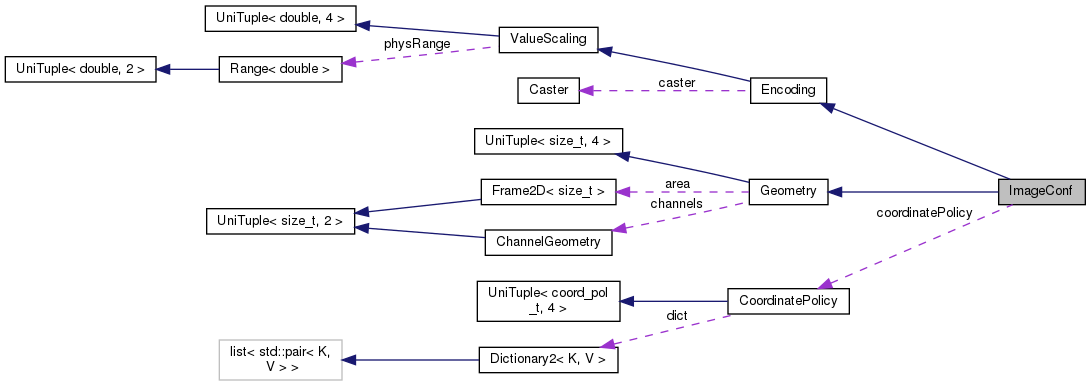 UniTuple< double, 4 >
ValueScaling
physRange
UniTuple< double, 2 >
Range< double >
Caster
caster
Encoding
UniTuple< size_t, 4 >
Frame2D< size_t >
area
Geometry
ImageConf
channels
UniTuple< size_t, 2 >
coordinatePolicy
ChannelGeometry
UniTuple< coord_pol
_t, 4 >
CoordinatePolicy
dict
list< std::pair< K,
V > >
Dictionary2< K, V >